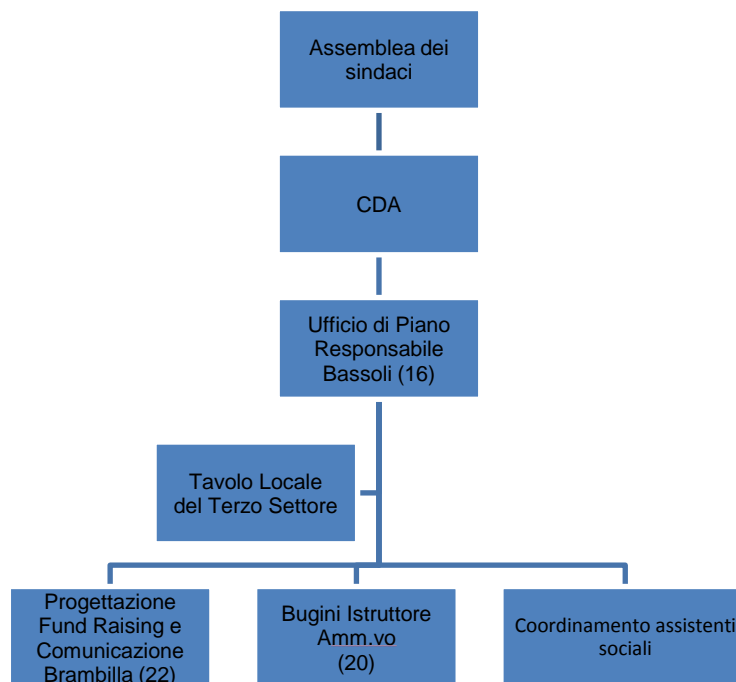 Assemblea dei
sindaci
CDA
Ufficio di Piano
Responsabile
Bassoli (16)
Tavolo Locale
del Terzo Settore
Progettazione
Fund Raising e
Comunicazione
Brambilla (22)
Bugini Istruttore
Amm.vo
(20)
Coordinamento assistenti
sociali